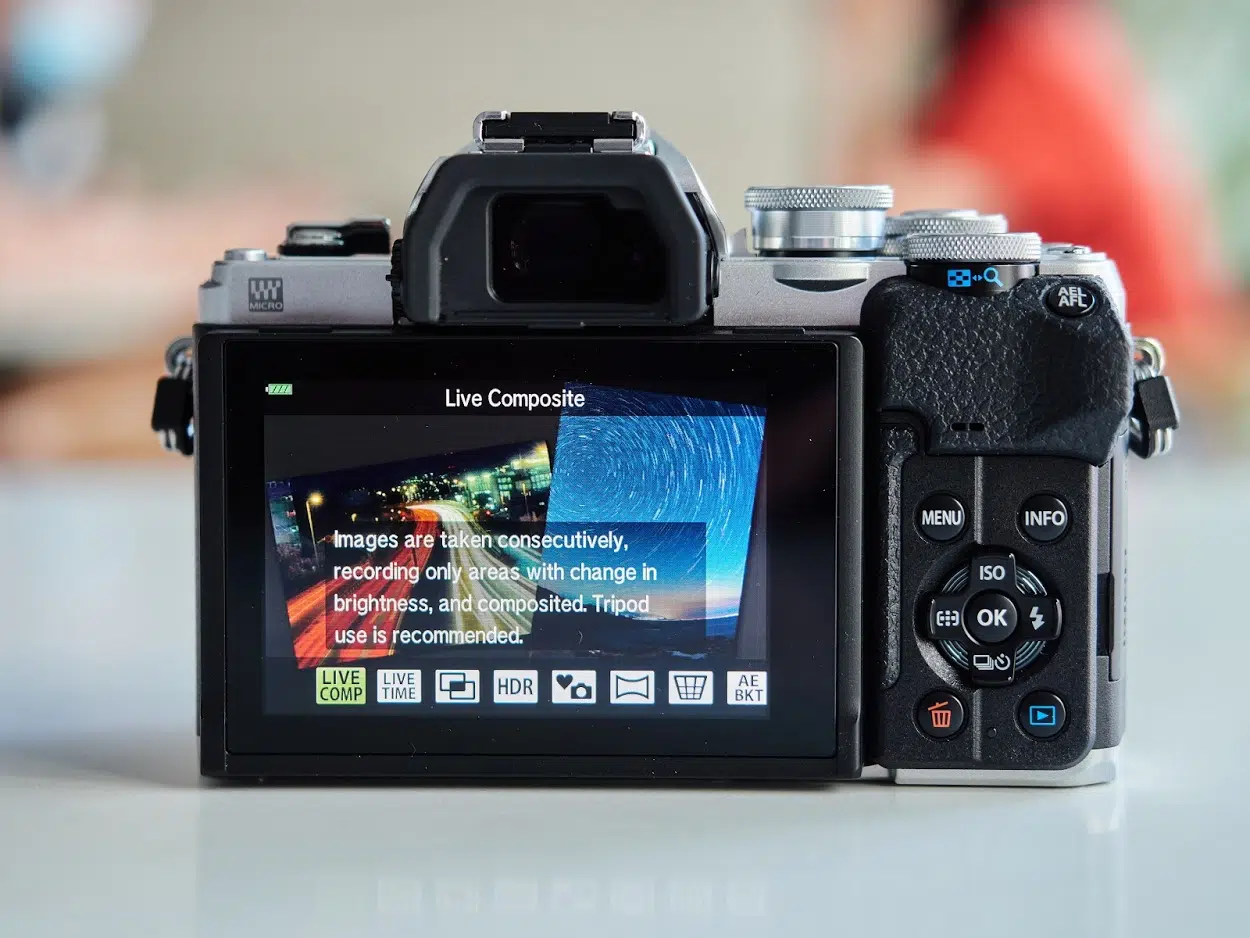 MICRO
AEL
AFL
Live Composite
Images are taken consecutively,
recording only areas with change in
brightness, and composited. Tripod
use is recommended.
LIVE
COMP
LIVE
TIME
HDR
AE
BKT
MENU
INFO
ISO
OK